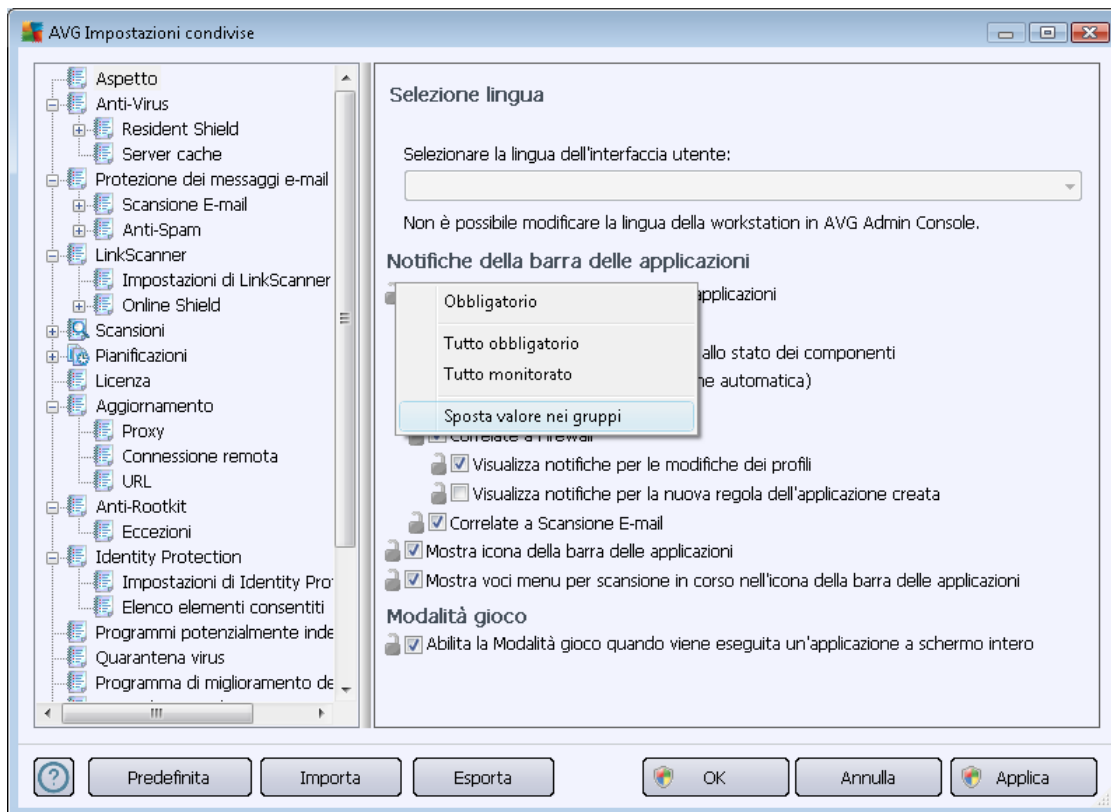 AVG Impostazioni condivise
Aspetto
Anti-Virus
Resident Shield
Server cache
Protezione dei messaggi e-mail
Scansione E-mail
Anti-Spam
LinkScanner
Impostazioni di LinkScanner
Online Shield
Scansioni
Pianificazioni
Licenza
Aggiornamento
Proxy
Connessione remota
URL
Anti-Rootkit
Eccezioni
Identity Protection
Impostazioni di Identity Pro
Elenco elementi consentiti
Programmi potenzialmente inde
Quarantena virus
Programma di miglioramento de
Selezione lingua
Selezionare la lingua dell'interfaccia utente:
Non è possibile modificare la lingua della workstation in AVG Admin Console.
Notifiche della barra delle applicazioni
applicazioni
Obbligatorio
Tutto obbligatorio
allo stato dei componenti
Tutto monitorato
ne automatica)
Sposta valore nei gruppi
Correlate a Firewall
Visualizza notifiche per le modifiche dei profili
Visualizza notifiche per la nuova regola dell'applicazione creata
Correlate a Scansione E-mail
Mostra icona della barra delle applicazioni
Mostra voci menu per scansione in corso nell'icona della barra delle applicazioni
Modalità gioco
Abilita la Modalità gioco quando viene eseguita un'applicazione a schermo intero
Predefinita
Importa
Esporta
OK
Annulla
Applica